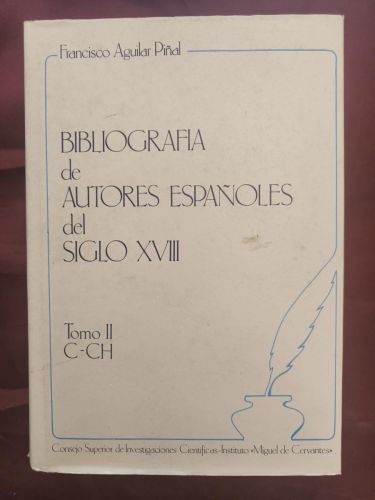 Francisco Aguilar Piñal
BIBLIOGRAFIA
de
AUTORES ESPAÑOLES
del
SIGLO XVIII
Tomo II
C-CH
Consejo Superior de Investigaciones Científicas-Instituto «Miguel de Cervantes»